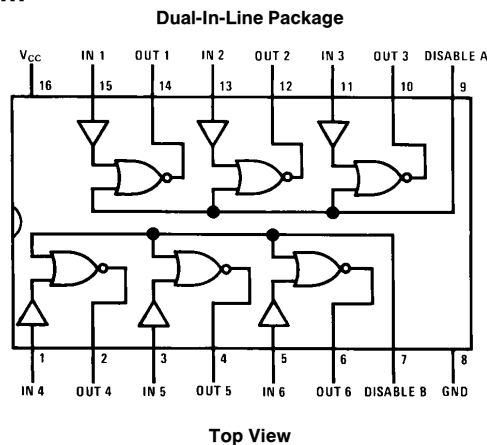 Dual-In-Line Package
VCC IN 1 OUT 1 IN 2 OUT 2 IN 3 OUT 3 DISABLE A
16 15 14 13 12 11 10 9
1 2 3 4 5 6 7 8
IN 4 OUT 4 IN 5 OUT 5 IN 6 OUT 6 DISABLE B GND
Top View